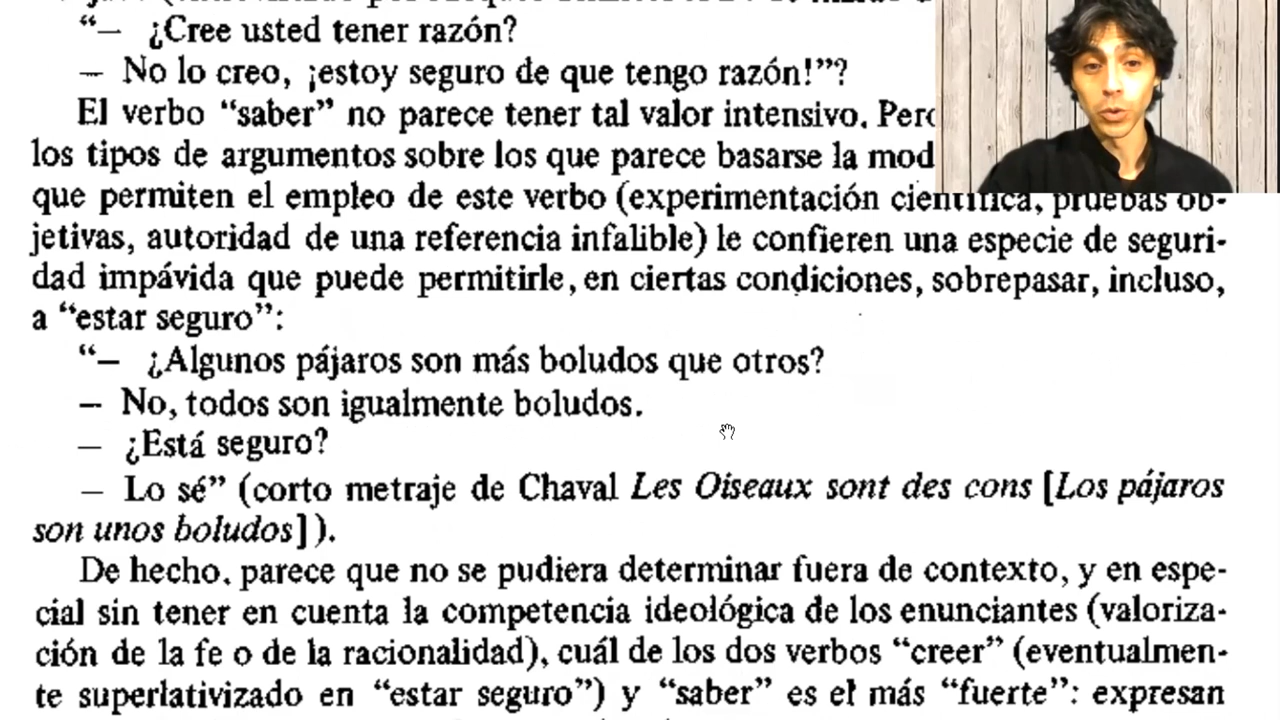 “— ¿Cree usted tener razón?
— No lo creo, ¡estoy seguro de que tengo razón!”?
El verbo “saber” no parece tener tal valor intensivo.
los tipos de argumentos sobre los que parece basarse la
que permiten el empleo de este verbo (experimentación científica, pruebas ob-
jetivas, autoridad de una referencia infalible) le confieren una especie de seguri-
dad impávida que puede permitirle, en ciertas condiciones, sobrepasar, incluso,
a “estar seguro”:
“— ¿Algunos pájaros son más boludos que otros?
— No, todos son igualmente boludos.
— ¿Está seguro?
— Lo sé” (corto metraje de Chaval Les Oiseaux sont des cons [Los pájaros
son unos boludos]).
De hecho, parece que no se pudiera determinar fuera de contexto, y en espe-
cial sin tener en cuenta la competencia ideológica de los enunciantes (valoriza-
ción de la fe o de la racionalidad), cuál de los dos verbos “creer” (eventualmen-
te superlativizado en “estar seguro”) y “saber” es el más “fuerte”: expresan